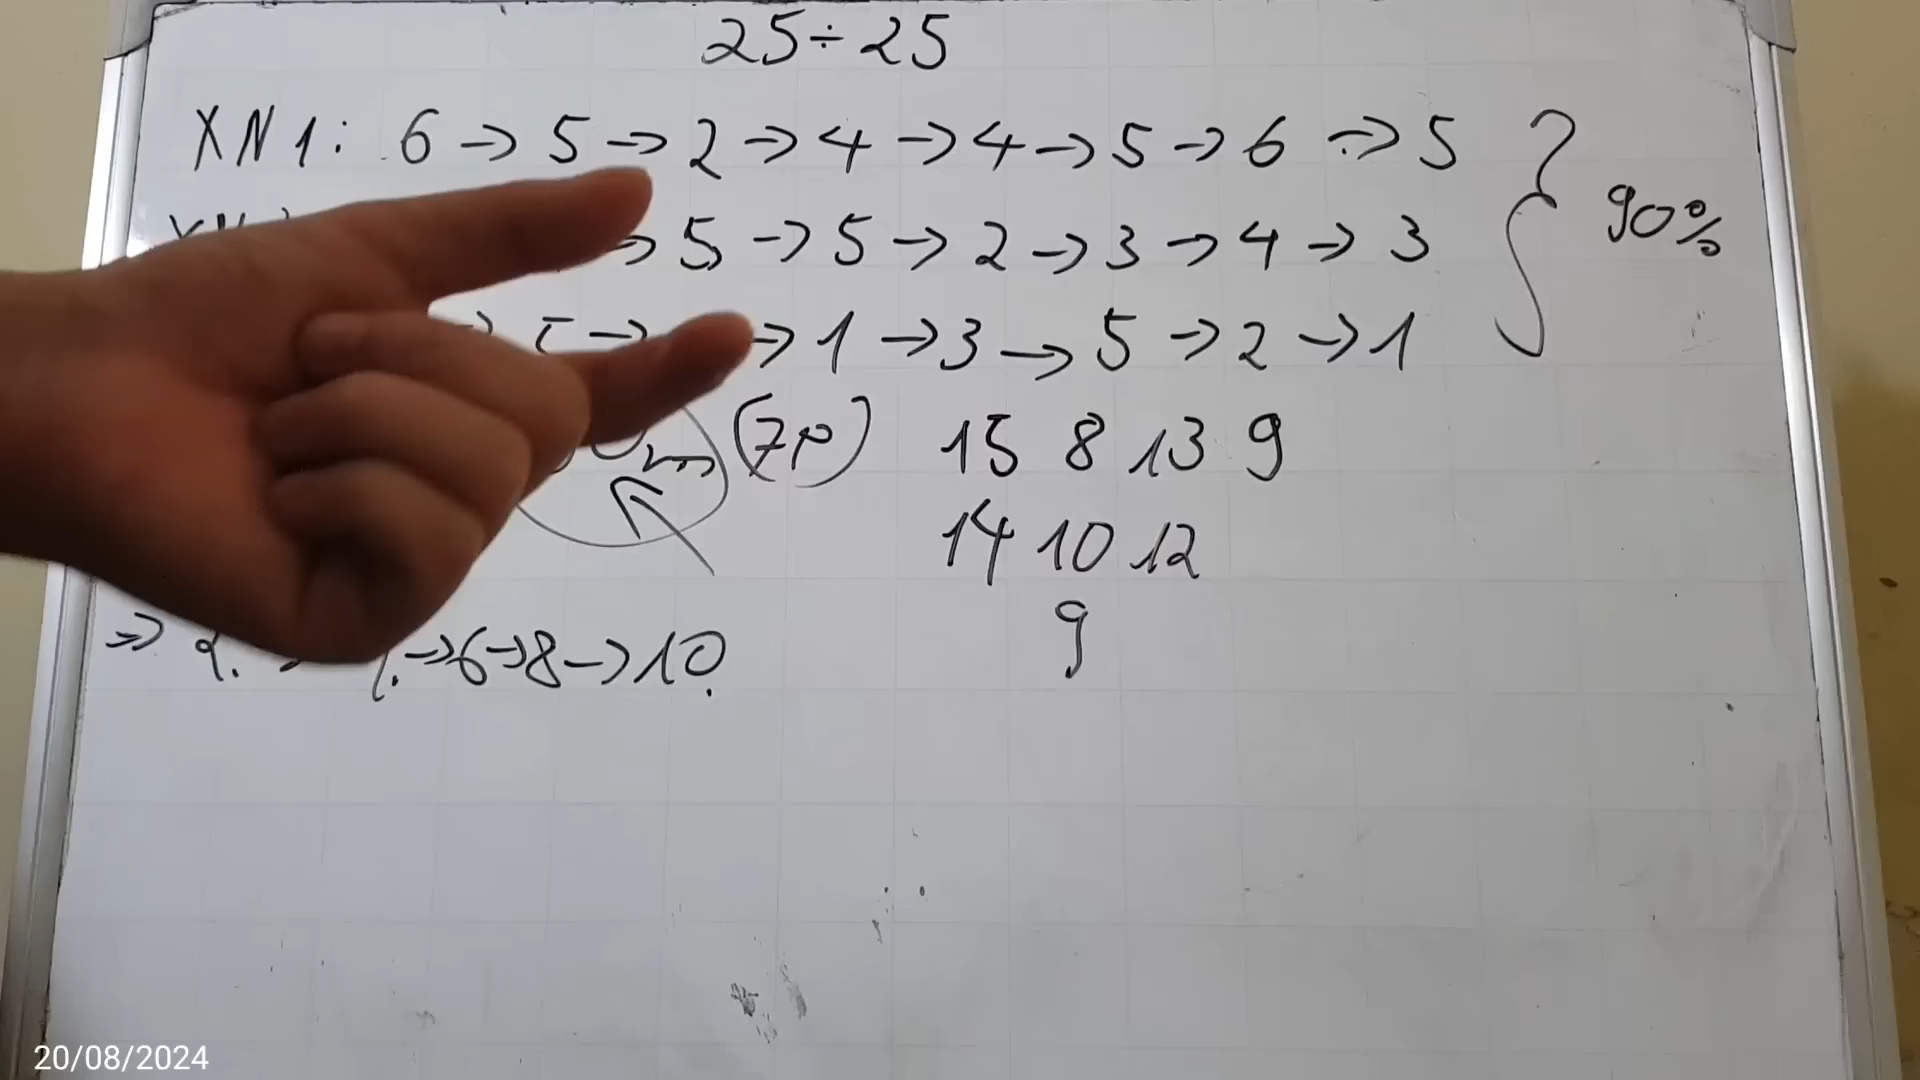 25÷25
XN1: 6 → 5 → 2 → 4 → 4 → 5 → 6 → 5
→ 5 → 5 → 2 → 3 → 4 → 3
90%
→ 1 → 3 → 5 → 2 → 1
(7P) 15 8 13 9
14 10 12
9
→6→8→10
20/08/2024